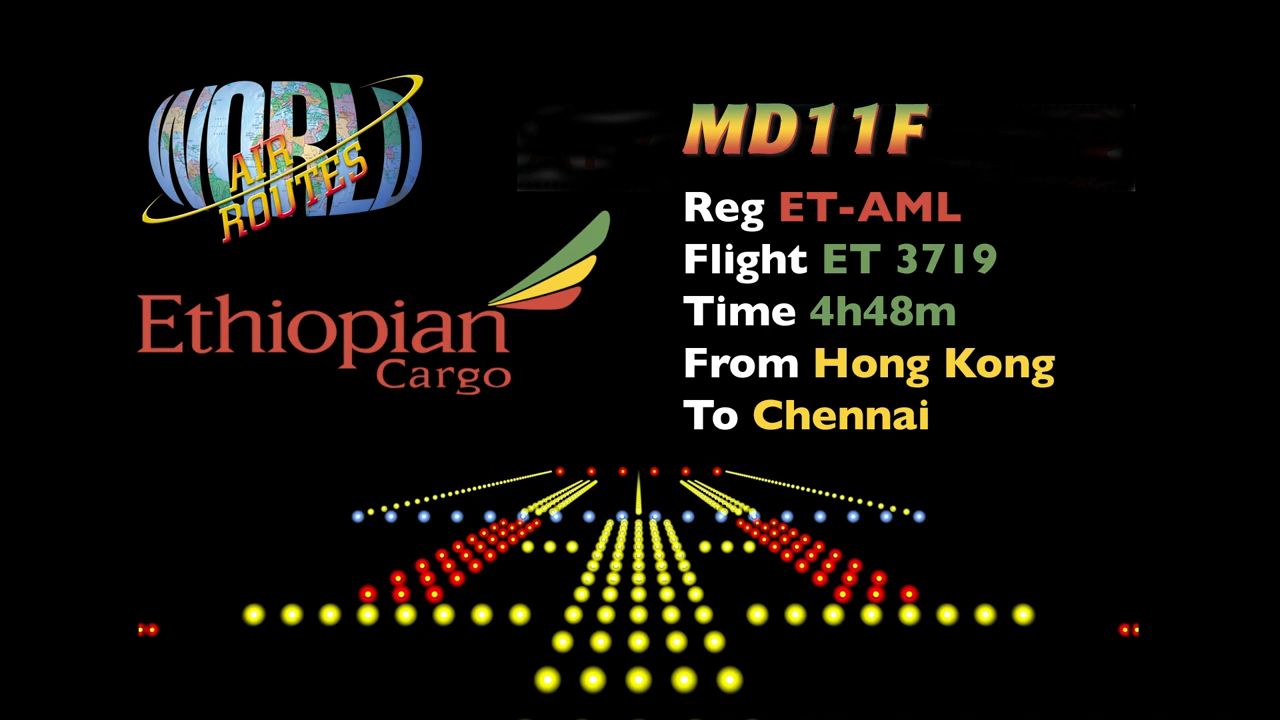 WORLD
AIR
ROUTES
Ethiopian
Cargo
MD11F
Reg ET-AML
Flight ET 3719
Time 4h48m
From Hong Kong
To Chennai